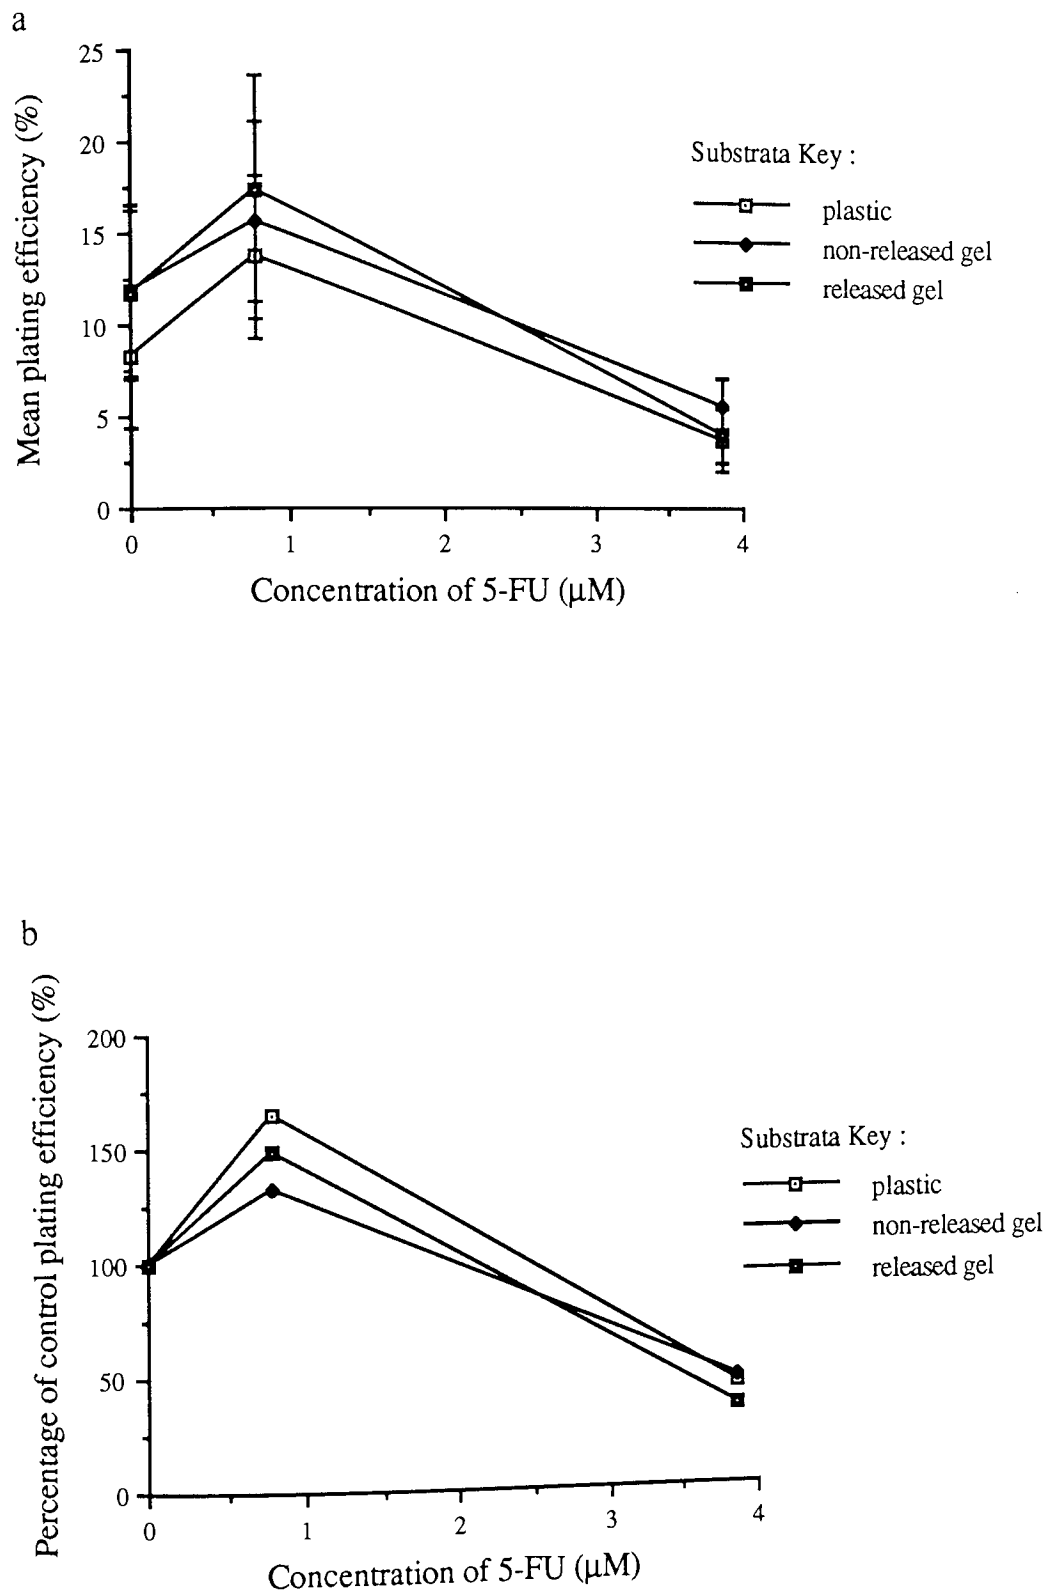 a
Mean plating efficiency (%)
25
20
15
10
5
0
0 1 2 3 4
Concentration of 5-FU (μM)
Substrata Key :
plastic
non-released gel
released gel
b
Percentage of control plating efficiency (%)
200
150
100
50
0
0 1 2 3 4
Concentration of 5-FU (μM)
Substrata Key :
plastic
non-released gel
released gel